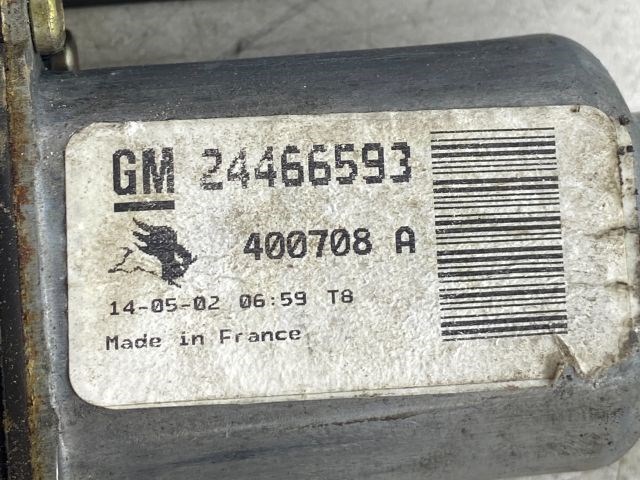 GM 24466593
400708 A
14-05-02 06:59 T8
Made in France